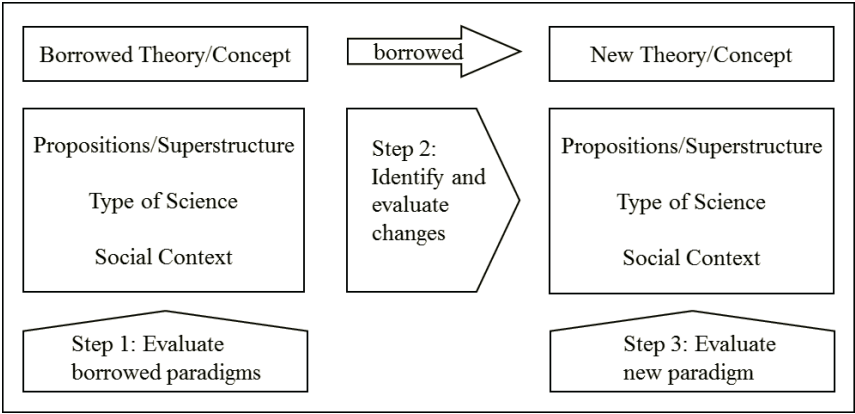 Borrowed Theory/Concept
borrowed
New Theory/Concept
Propositions/Superstructure
Type of Science
Social Context
Step 2:
Identify and
evaluate
changes
Propositions/Superstructure
Type of Science
Social Context
Step 1: Evaluate
borrowed paradigms
Step 3: Evaluate
new paradigm